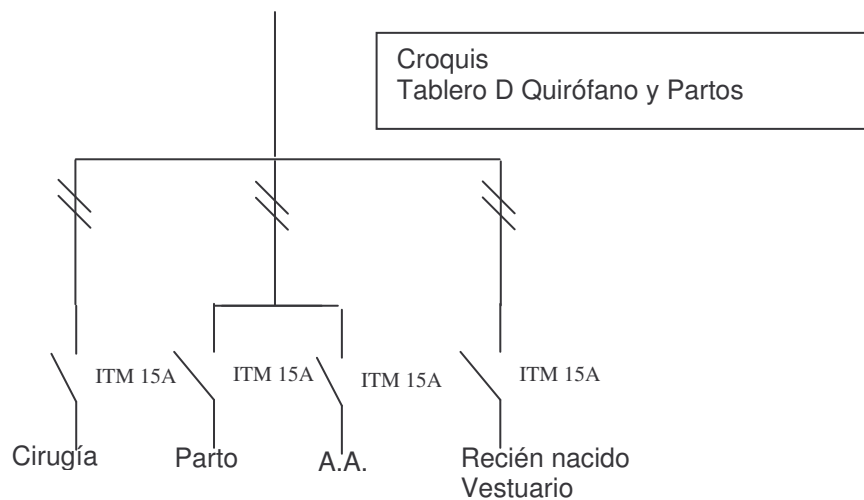 Croquis
Tablero D Quirófano y Partos
ITM 15A
ITM 15A
ITM 15A
ITM 15A
Cirugía
Parto
A.A.
Recién nacido
Vestuario